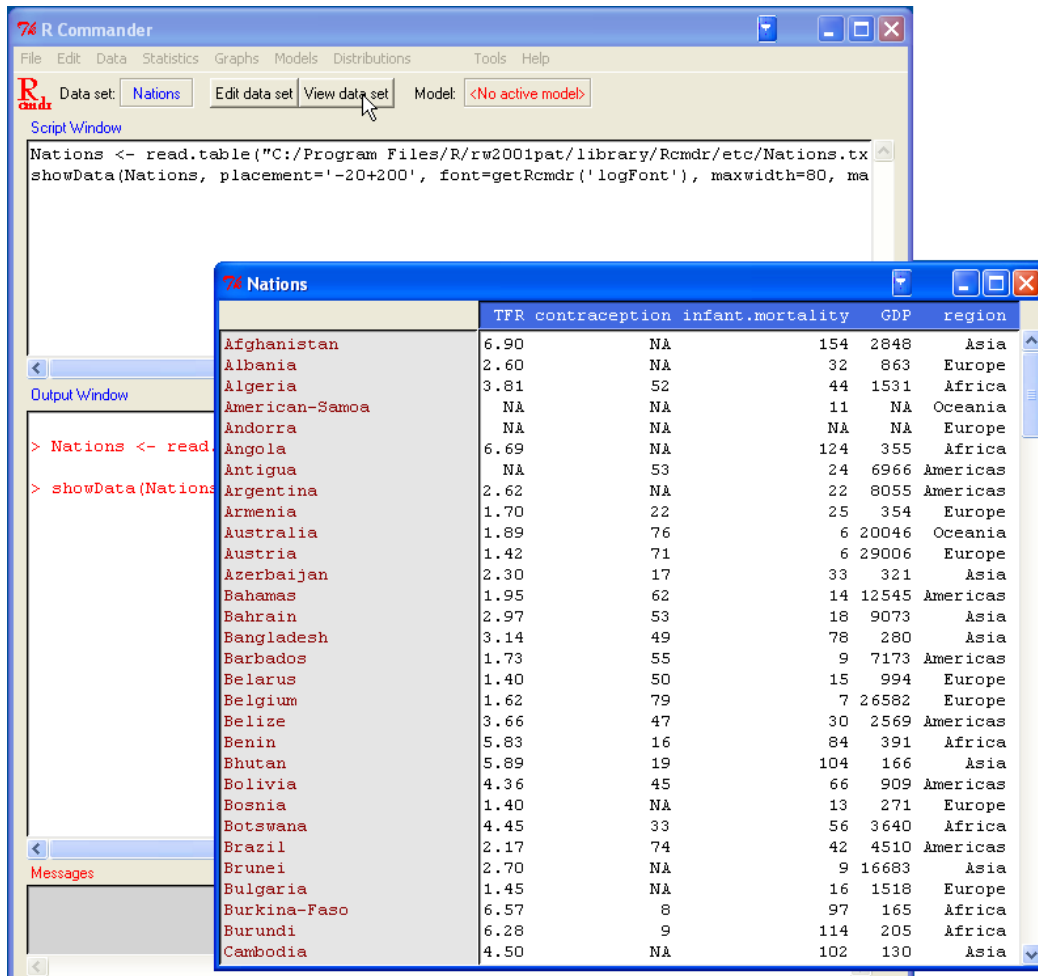 R Commander
File Edit Data Statistics Graphs Models Distributions Tools Help
R cmdr Data set: Nations Edit data set View data set Model: <No active model>
Script Window
Nations <- read.table("C:/Program Files/R/rw2001pat/library/Rcmdr/etc/Nations.tx
showData(Nations, placement='-20+200', font=getRcmdr('logFont'), maxwidth=80, ma
Output Window
> Nations <- read.
> showData(Nations
Messages
Nations
TFR contraception infant.mortality GDP region
Afghanistan 6.90 NA 154 2848 Asia
Albania 2.60 NA 32 863 Europe
Algeria 3.81 52 44 1531 Africa
American-Samoa NA NA 11 NA Oceania
Andorra NA NA NA NA Europe
Angola 6.69 NA 124 355 Africa
Antigua NA 53 24 6966 Americas
Argentina 2.62 NA 22 8055 Americas
Armenia 1.70 22 25 354 Europe
Australia 1.89 76 6 20046 Oceania
Austria 1.42 71 6 29006 Europe
Azerbaijan 2.30 17 33 321 Asia
Bahamas 1.95 62 14 12545 Americas
Bahrain 2.97 53 18 9073 Asia
Bangladesh 3.14 49 78 280 Asia
Barbados 1.73 55 9 7173 Americas
Belarus 1.40 50 15 994 Europe
Belgium 1.62 79 7 26582 Europe
Belize 3.66 47 30 2569 Americas
Benin 5.83 16 84 391 Africa
Bhutan 5.89 19 104 166 Asia
Bolivia 4.36 45 66 909 Americas
Bosnia 1.40 NA 13 271 Europe
Botswana 4.45 33 56 3640 Africa
Brazil 2.17 74 42 4510 Americas
Brunei 2.70 NA 9 16683 Asia
Bulgaria 1.45 NA 16 1518 Europe
Burkina-Faso 6.57 8 97 165 Africa
Burundi 6.28 9 114 205 Africa
Cambodia 4.50 NA 102 130 Asia